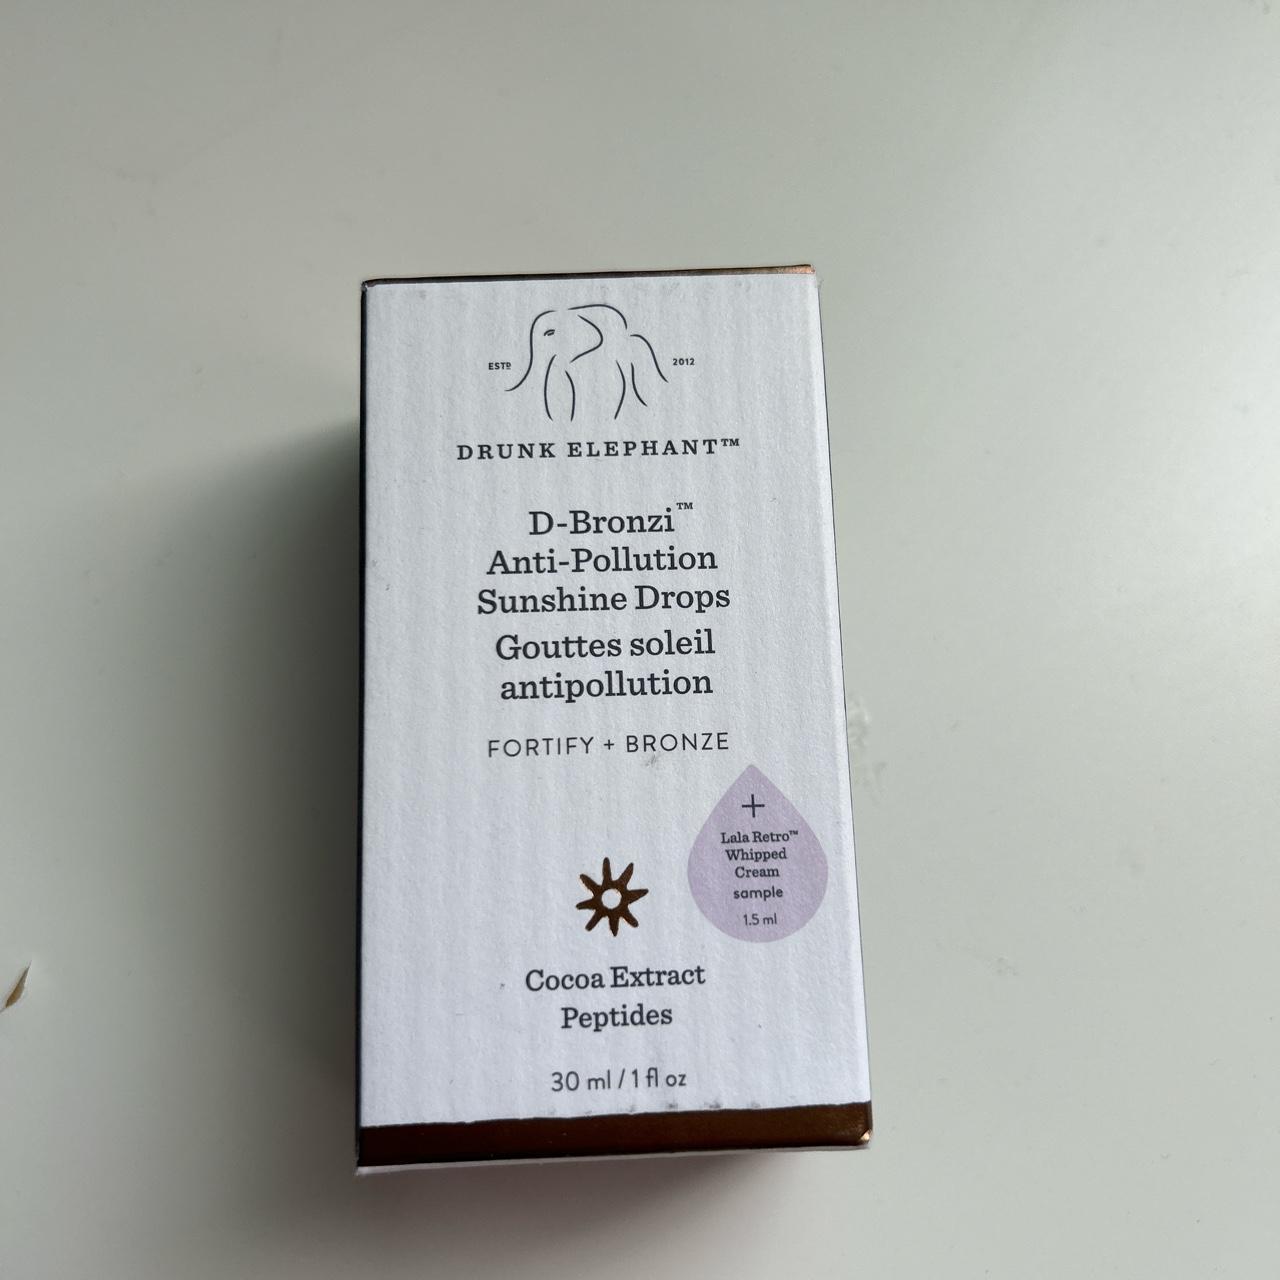 ESTD 2012
DRUNK ELEPHANT™
D-Bronzi™
Anti-Pollution
Sunshine Drops
Gouttes soleil
antipollution
FORTIFY + BRONZE
+
Lala Retro™
Whipped
Cream
sample
1.5 ml
Cocoa Extract
Peptides
30 ml / 1 fl oz